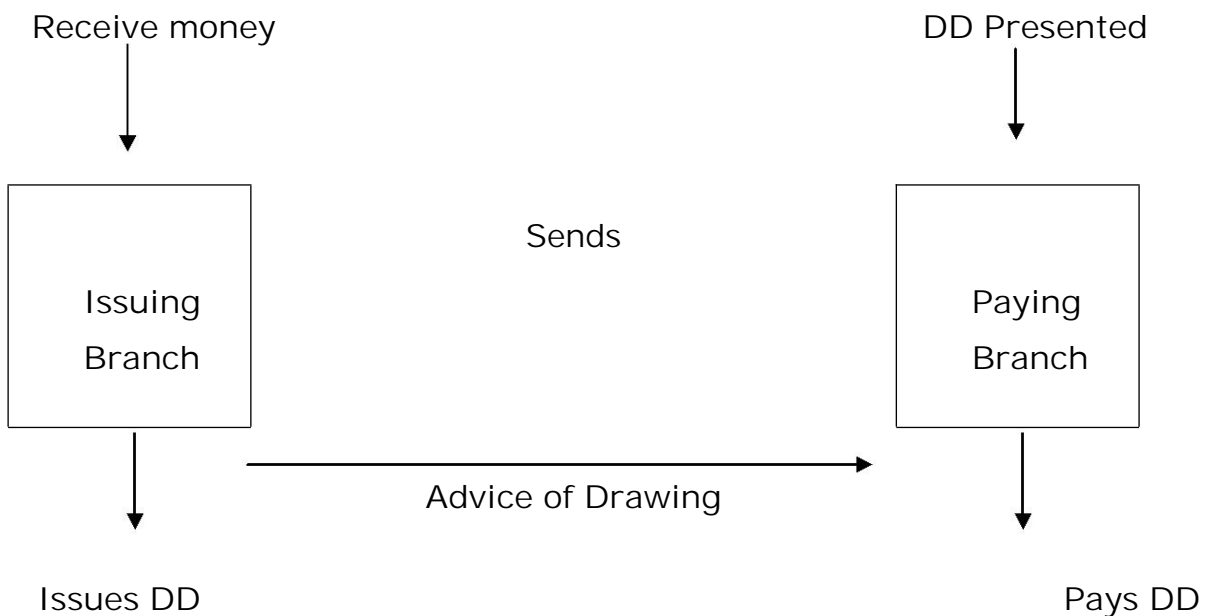 Receive money
DD Presented
Sends
Issuing
Branch
Paying
Branch
Advice of Drawing
Issues DD
Pays DD